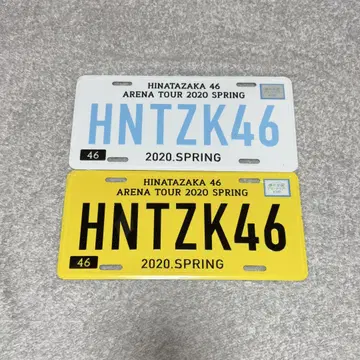 HINATAZAKA 46
ARENA TOUR 2020 SPRING
HNTZK46
46
2020.SPRING
HINATAZAKA 46
ARENA TOUR 2020 SPRING
HNTZK46
46
2020.SPRING